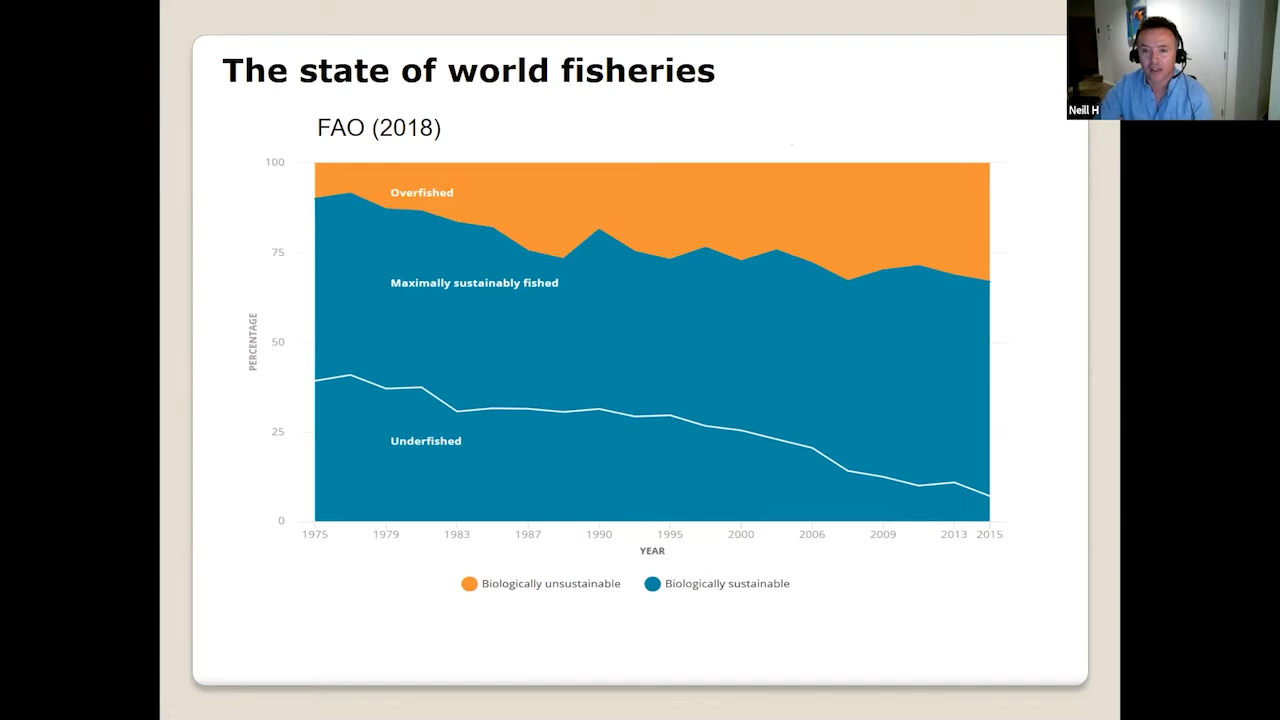 The state of world fisheries
Neill H
FAO (2018)
100
Overfished
75
Maximally sustainably fished
50
PERCENTAGE
25
Underfished
0
1975 1979 1983 1987 1990 1995 2000 2006 2009 2013 2015
YEAR
Biologically unsustainable Biologically sustainable